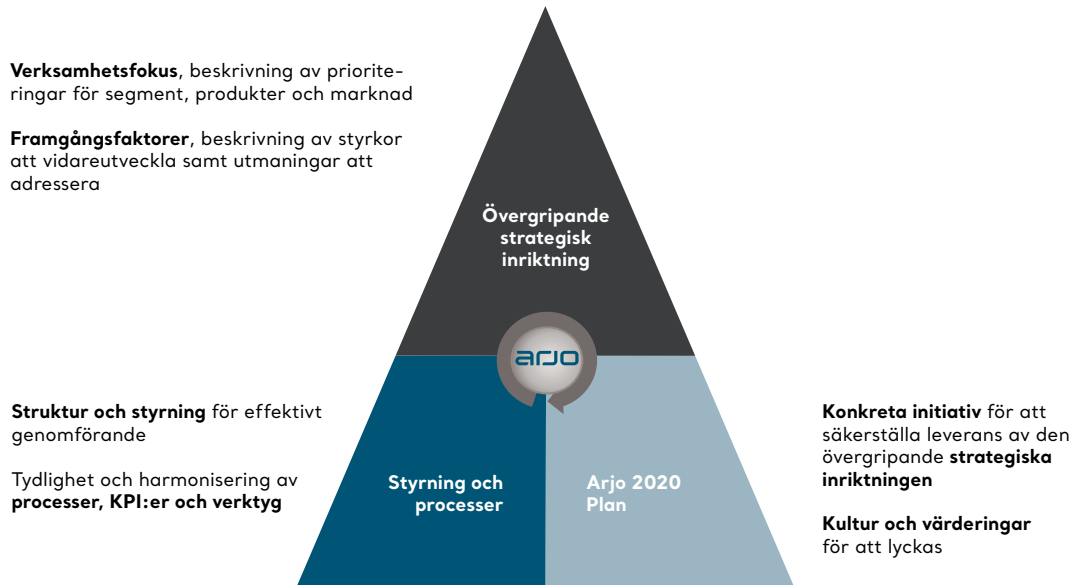 Verksamhetsfokus, beskrivning av priorite-
ringar för segment, produkter och marknad
Framgångsfaktorer, beskrivning av styrkor
att vidareutveckla samt utmaningar att
adressera
Övergripande
strategisk
inriktning
arjo
Struktur och styrning för effektivt
genomförande
Tydlighet och harmonisering av
processer, KPI:er och verktyg
Styrning och
processer
Arjo 2020
Plan
Konkreta initiativ för att
säkerställa leverans av den
övergripande strategiska
inriktningen
Kultur och värderingar
för att lyckas